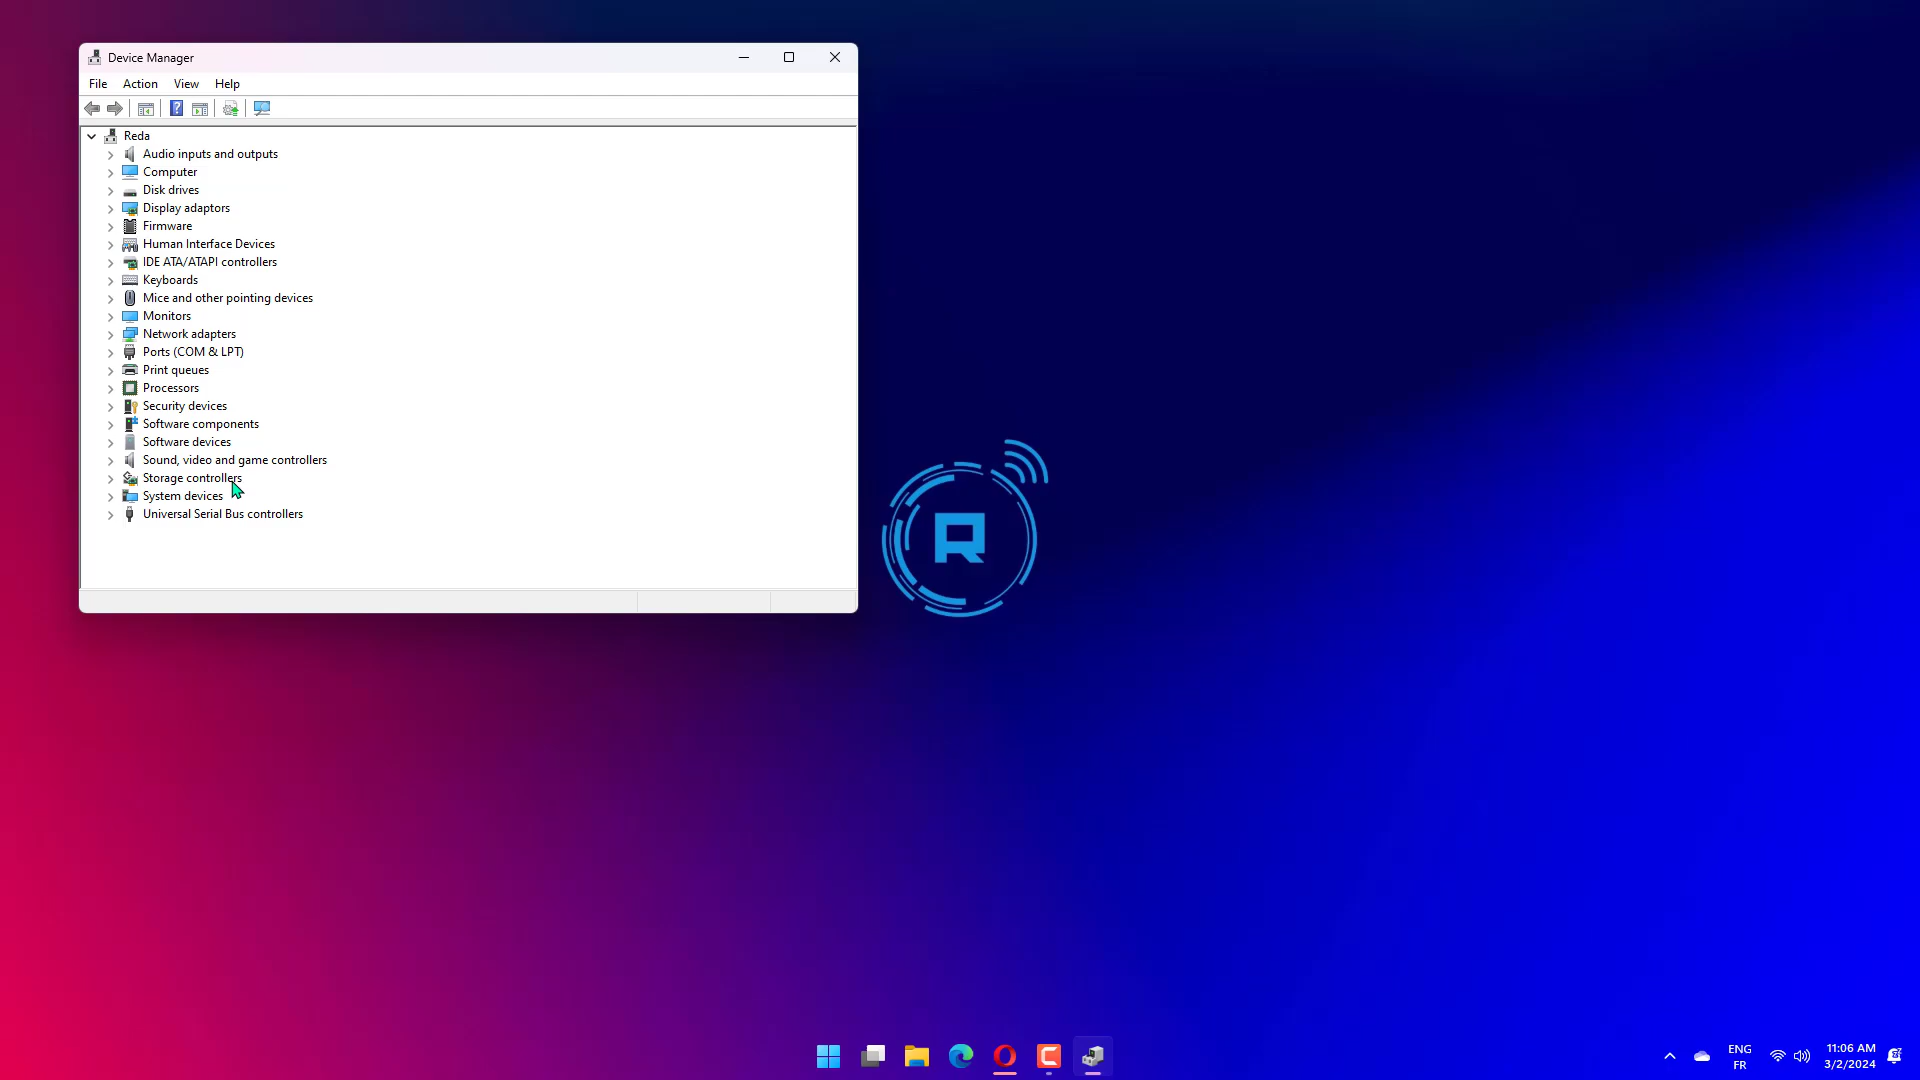 Device Manager
File Action View Help
Reda
Audio inputs and outputs
Computer
Disk drives
Display adaptors
Firmware
Human Interface Devices
IDE ATA/ATAPI controllers
Keyboards
Mice and other pointing devices
Monitors
Network adapters
Ports (COM & LPT)
Print queues
Processors
Security devices
Software components
Software devices
Sound, video and game controllers
Storage controllers
System devices
Universal Serial Bus controllers
R
ENG
FR
11:06 AM
3/2/2024